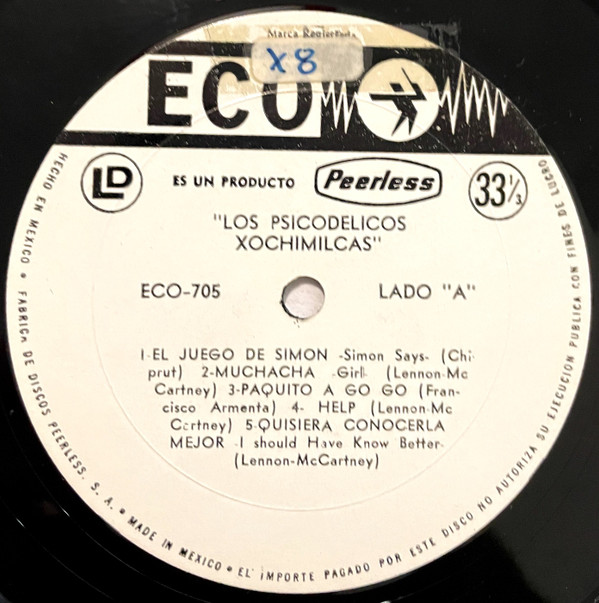 Marca Registrada
X8
ECO
LD
ES UN PRODUCTO
Peerless
33 1/3
"LOS PSICODELICOS
XOCHIMILCAS"
ECO-705
LADO "A"
1-EL JUEGO DE SIMON -Simon Says- (Chi-
prut) 2-MUCHACHA -Girl- (Lennon-Mc
Cartney) 3-PAQUITO A GO GO (Fran-
cisco Armenta) 4- HELP (Lennon-Mc
Cartney) 5-QUISIERA CONOCERLA
MEJOR -I should Have Know Better-
(Lennon-McCartney)
HECHO EN MEXICO • FABRICA DE DISCOS PEERLESS. S. A. • MADE IN MEXICO • EL IMPORTE PAGADO POR ESTE DISCO NO AUTORIZA SU EJECUCION PUBLICA CON FINES DE LUCRO